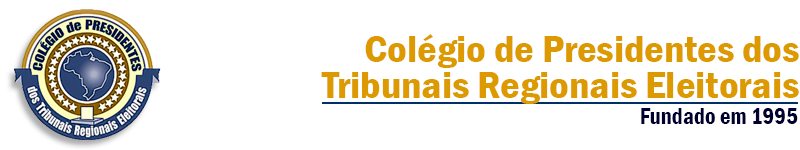 COLÉGIO de PRESIDENTES
dos Tribunais Regionais Eleitorais
Colégio de Presidentes dos
Tribunais Regionais Eleitorais
Fundado em 1995